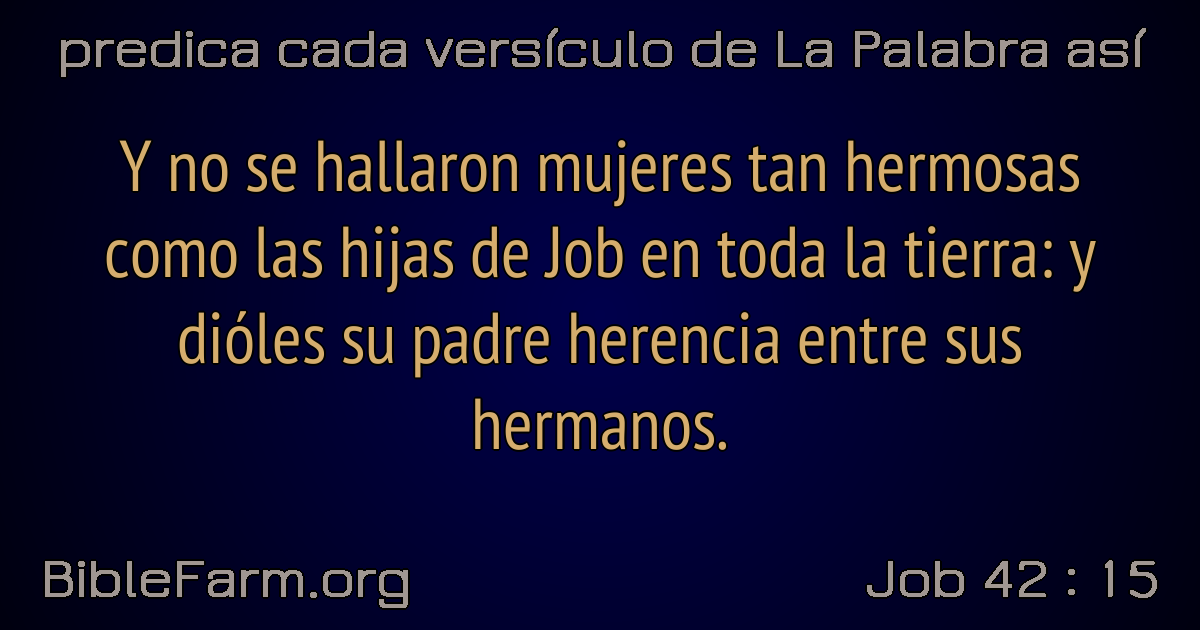 predica cada versículo de La Palabra así
Y no se hallaron mujeres tan hermosas
como las hijas de Job en toda la tierra: y
dióles su padre herencia entre sus
hermanos.
BibleFarm.org
Job 42 : 15